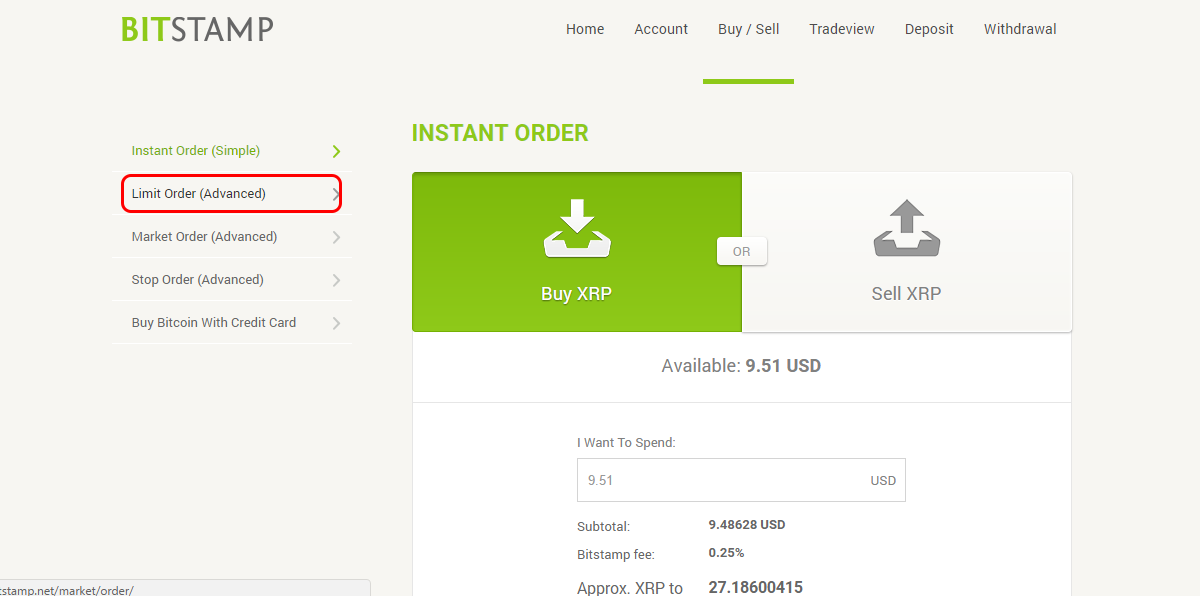 BITSTAMP
Home Account Buy / Sell Tradeview Deposit Withdrawal
Instant Order (Simple)
Limit Order (Advanced)
Market Order (Advanced)
Stop Order (Advanced)
Buy Bitcoin With Credit Card
INSTANT ORDER
Buy XRP
OR
Sell XRP
Available: 9.51 USD
I Want To Spend:
9.51 USD
Subtotal: 9.48628 USD
Bitstamp fee: 0.25%
Approx. XRP to 27.18600415
tstamp.net/market/order/